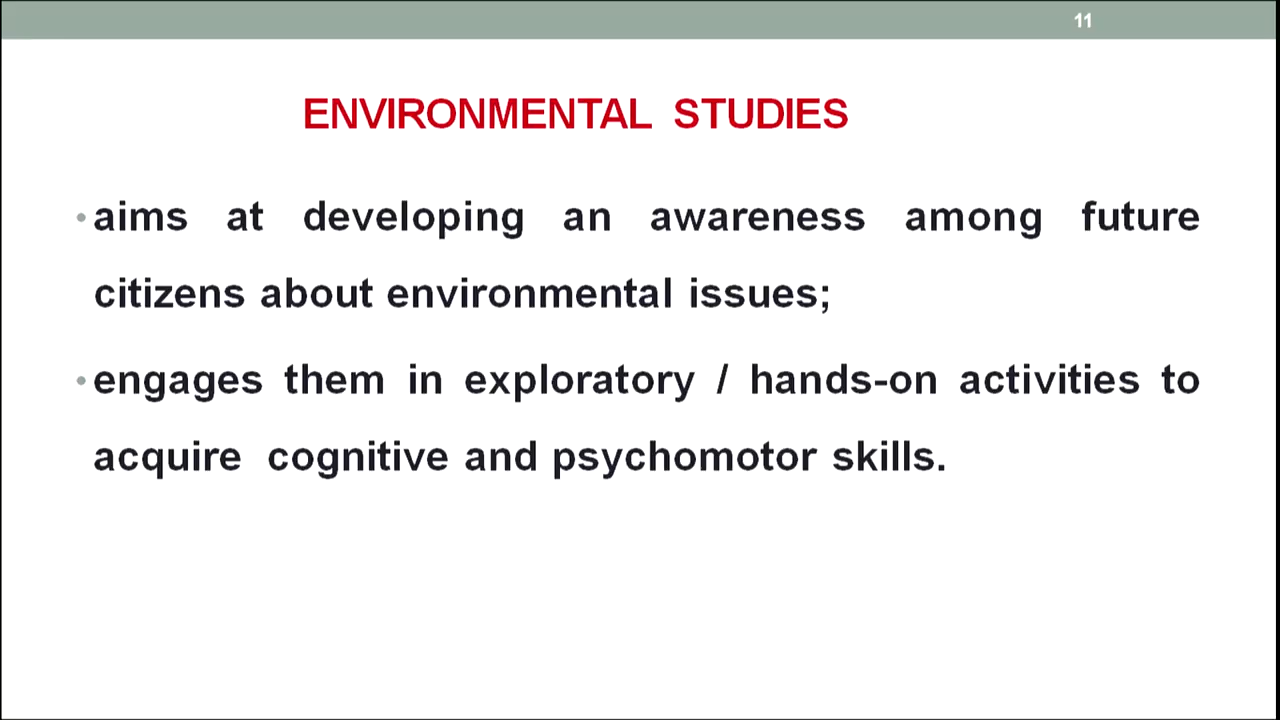 11
ENVIRONMENTAL STUDIES
• aims at developing an awareness among future
citizens about environmental issues;
• engages them in exploratory / hands-on activities to
acquire cognitive and psychomotor skills.